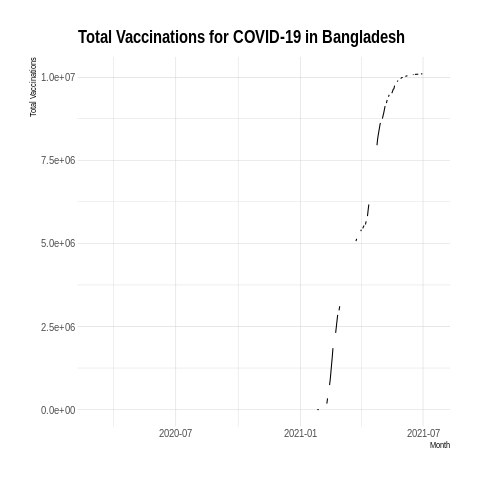 Total Vaccinations for COVID-19 in Bangladesh
Total Vaccinations
1.0e+07
7.5e+06
5.0e+06
2.5e+06
0.0e+00
2020-07
2021-01
2021-07
Month